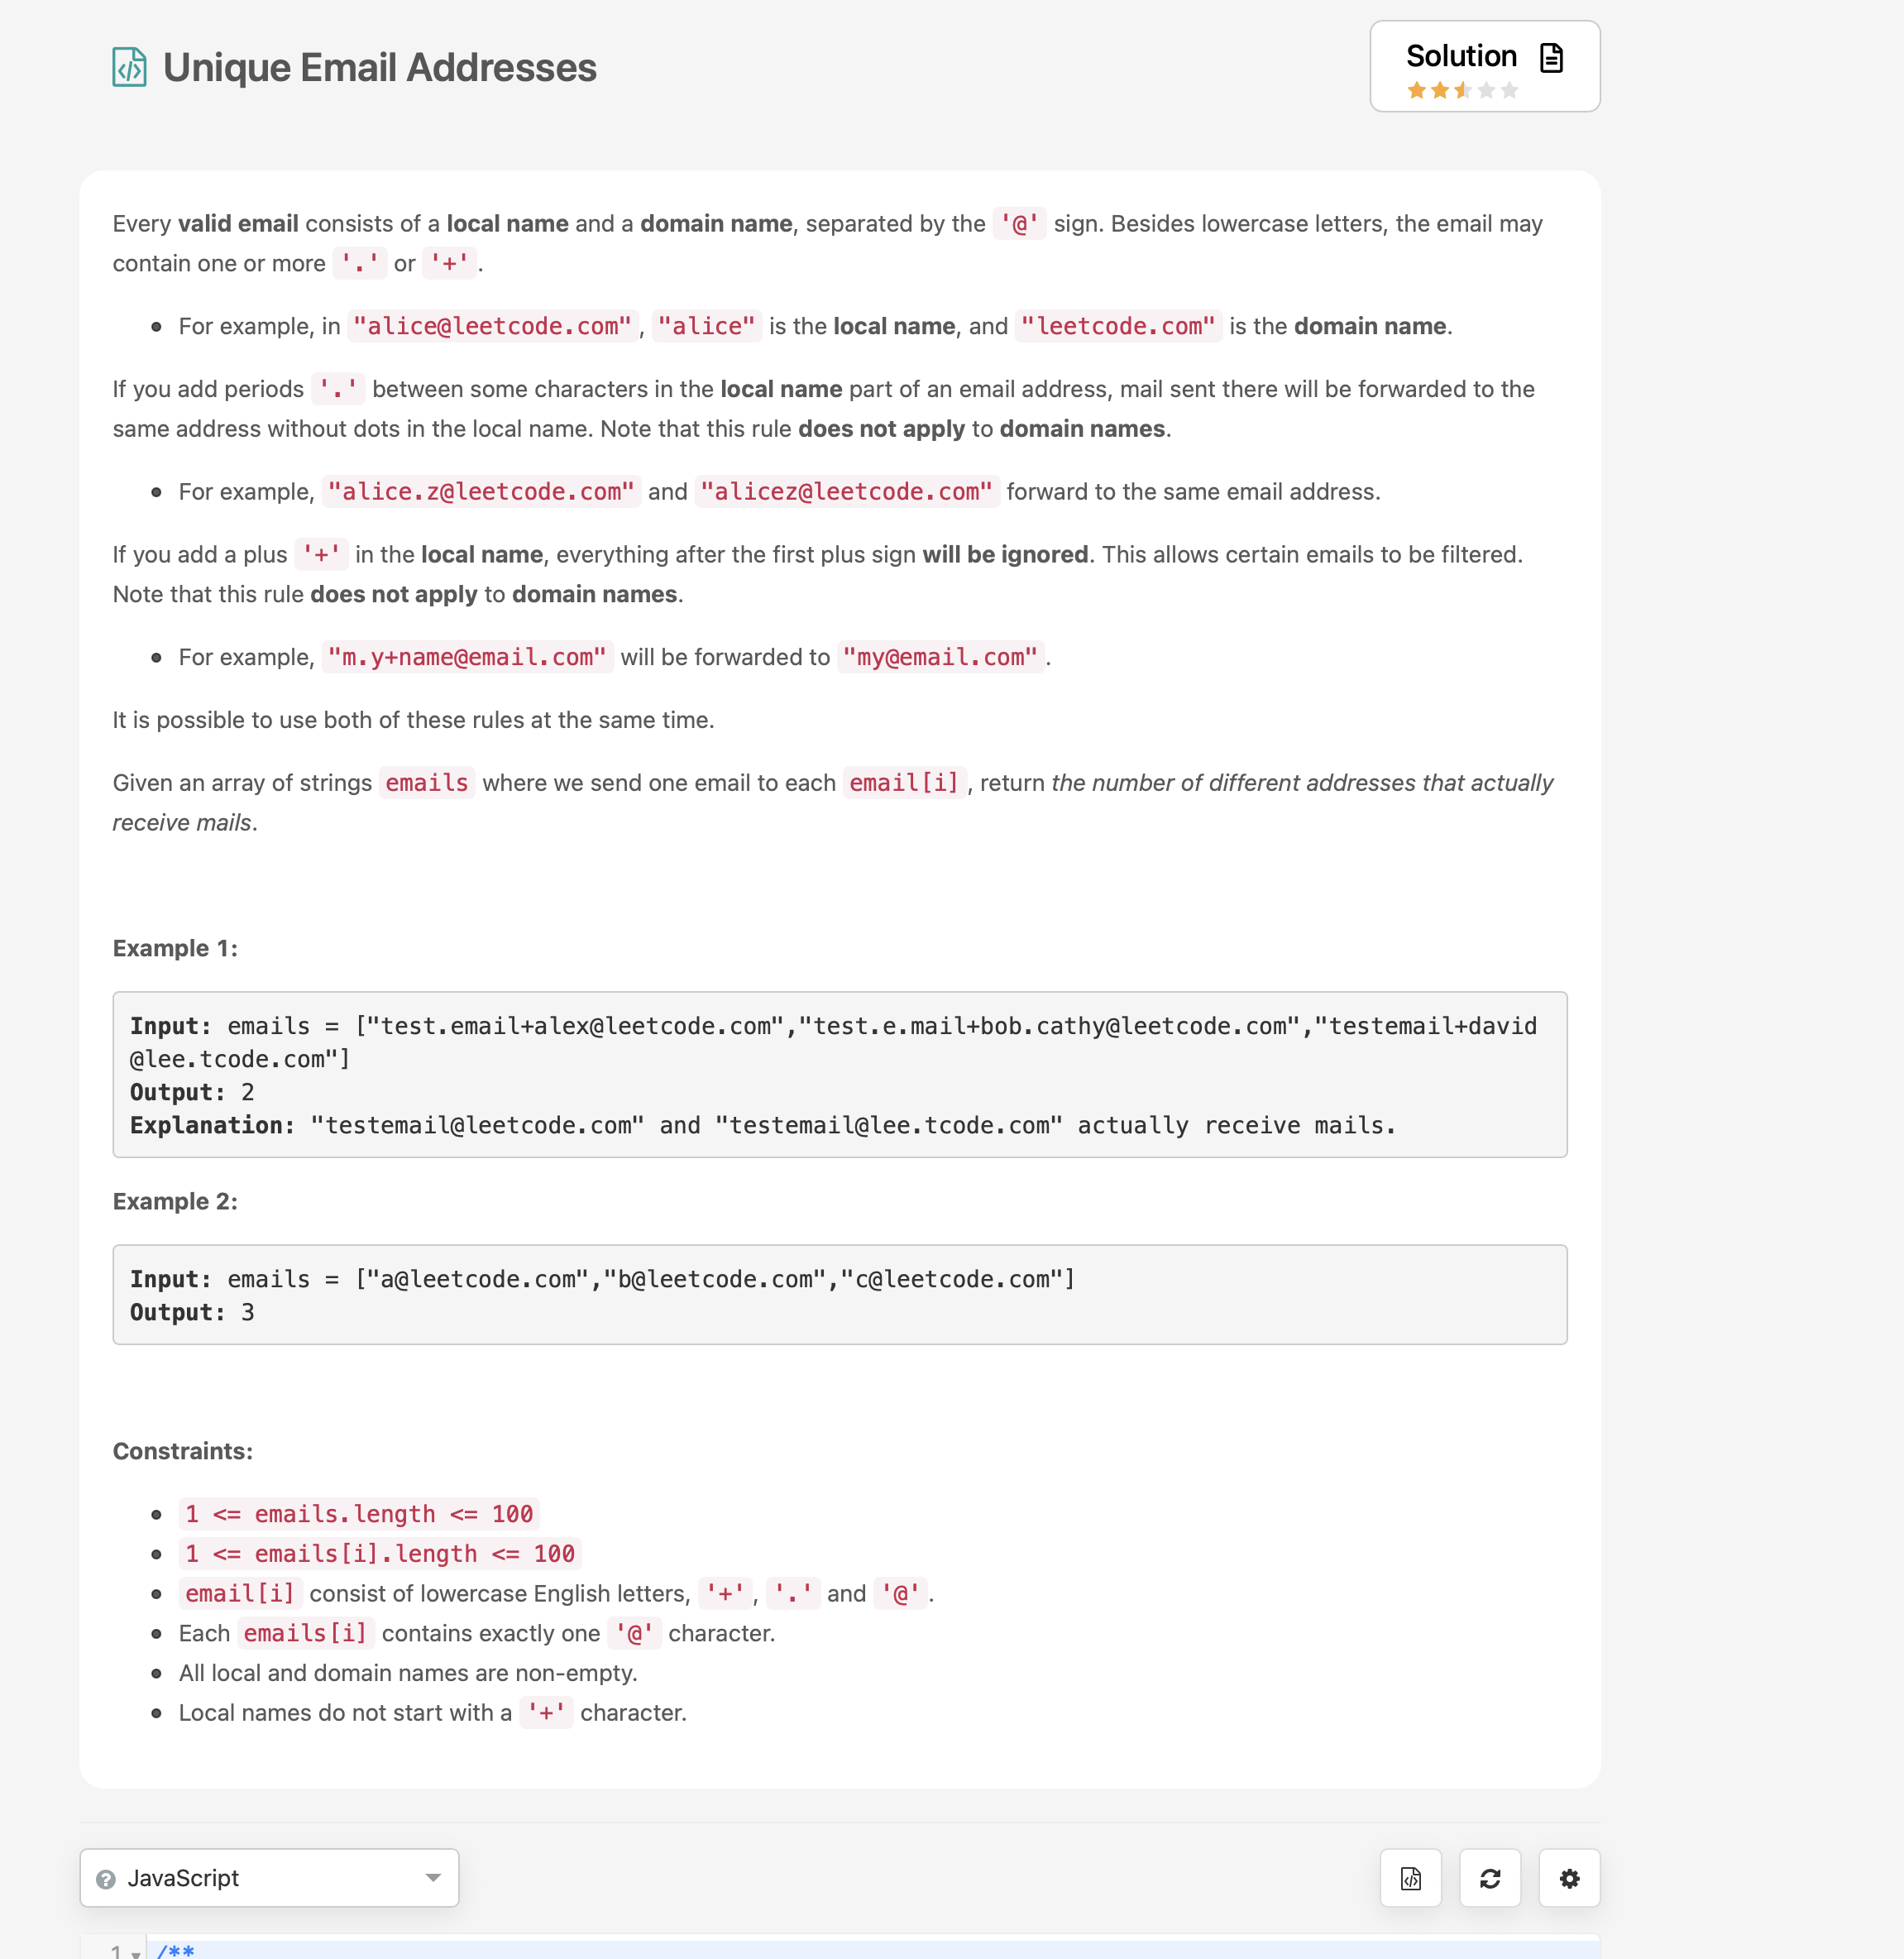 Unique Email Addresses
Solution
Every valid email consists of a local name and a domain name, separated by the '@' sign. Besides lowercase letters, the email may
contain one or more '.' or '+'.
For example, in "alice@leetcode.com", "alice" is the local name, and "leetcode.com" is the domain name.
If you add periods '.' between some characters in the local name part of an email address, mail sent there will be forwarded to the
same address without dots in the local name. Note that this rule does not apply to domain names.
For example, "alice.z@leetcode.com" and "alicez@leetcode.com" forward to the same email address.
If you add a plus '+' in the local name, everything after the first plus sign will be ignored. This allows certain emails to be filtered.
Note that this rule does not apply to domain names.
For example, "m.y+name@email.com" will be forwarded to "my@email.com".
It is possible to use both of these rules at the same time.
Given an array of strings emails where we send one email to each email[i], return the number of different addresses that actually
receive mails.
Example 1:
Input: emails = ["test.email+alex@leetcode.com","test.e.mail+bob.cathy@leetcode.com","testemail+david
@lee.tcode.com"]
Output: 2
Explanation: "testemail@leetcode.com" and "testemail@lee.tcode.com" actually receive mails.
Example 2:
Input: emails = ["a@leetcode.com","b@leetcode.com","c@leetcode.com"]
Output: 3
Constraints:
1 <= emails.length <= 100
1 <= emails[i].length <= 100
email[i] consist of lowercase English letters, '+', '.' and '@'.
Each emails[i] contains exactly one '@' character.
All local and domain names are non-empty.
Local names do not start with a '+' character.
JavaScript
1 /**